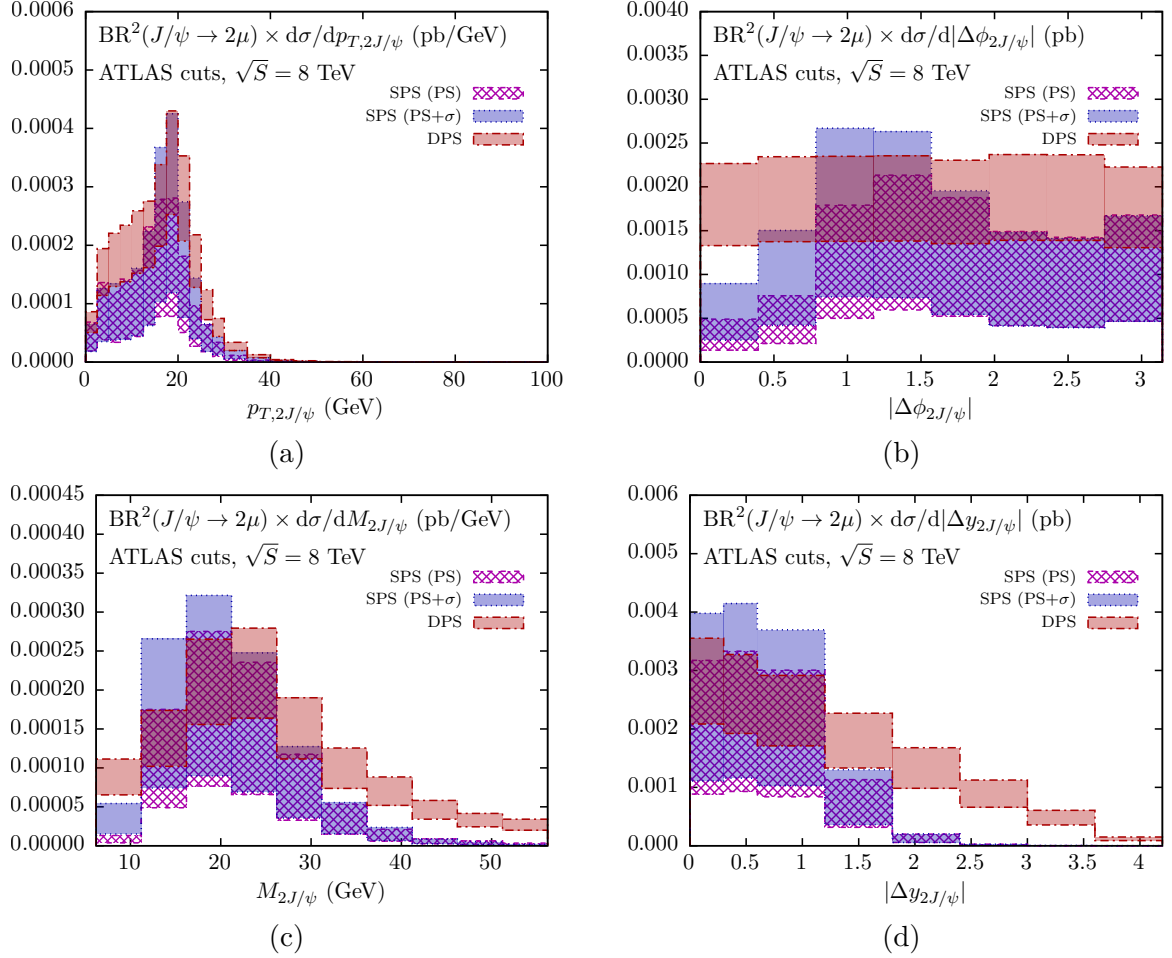 BR²(J/ψ → 2μ) × dσ/dp_{T,2J/ψ} (pb/GeV)
ATLAS cuts, √S = 8 TeV
SPS (PS)
SPS (PS+σ)
DPS
0.0006
0.0005
0.0004
0.0003
0.0002
0.0001
0.0000
0 20 40 60 80 100
p_{T,2J/ψ} (GeV)
(a)
BR²(J/ψ → 2μ) × dσ/d|Δϕ_{2J/ψ}| (pb)
ATLAS cuts, √S = 8 TeV
SPS (PS)
SPS (PS+σ)
DPS
0.0040
0.0035
0.0030
0.0025
0.0020
0.0015
0.0010
0.0005
0.0000
0 0.5 1 1.5 2 2.5 3
|Δϕ_{2J/ψ}|
(b)
BR²(J/ψ → 2μ) × dσ/dM_{2J/ψ} (pb/GeV)
ATLAS cuts, √S = 8 TeV
SPS (PS)
SPS (PS+σ)
DPS
0.00045
0.00040
0.00035
0.00030
0.00025
0.00020
0.00015
0.00010
0.00005
0.00000
10 20 30 40 50
M_{2J/ψ} (GeV)
(c)
BR²(J/ψ → 2μ) × dσ/d|Δy_{2J/ψ}| (pb)
ATLAS cuts, √S = 8 TeV
SPS (PS)
SPS (PS+σ)
DPS
0.006
0.005
0.004
0.003
0.002
0.001
0.000
0 0.5 1 1.5 2 2.5 3 3.5 4
|Δy_{2J/ψ}|
(d)